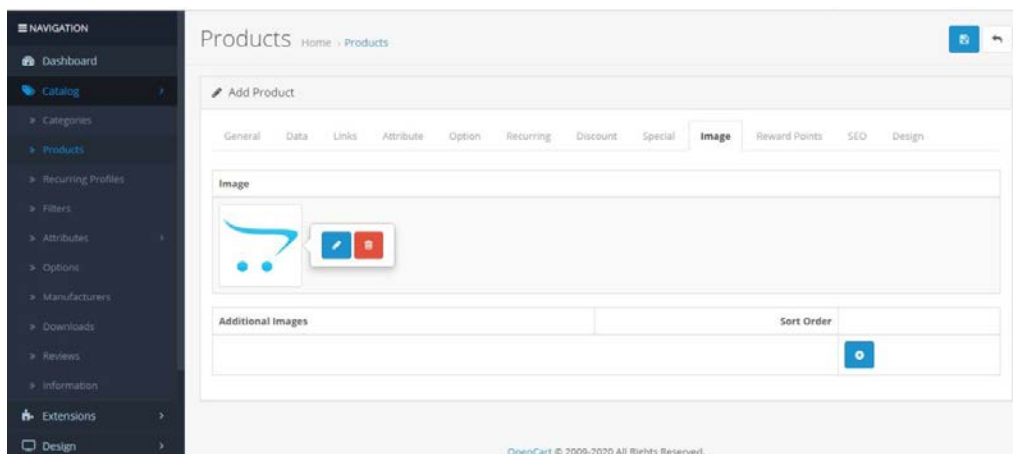 NAVIGATION
Dashboard
Catalog
Categories
Products
Recurring Profiles
Filters
Attributes
Options
Manufacturers
Downloads
Reviews
Information
Extensions
Design
Products Home › Products
Add Product
General Data Links Attribute Option Recurring Discount Special Image Reward Points SEO Design
Image
Additional Images Sort Order
OpenCart © 2009-2020 All Rights Reserved.